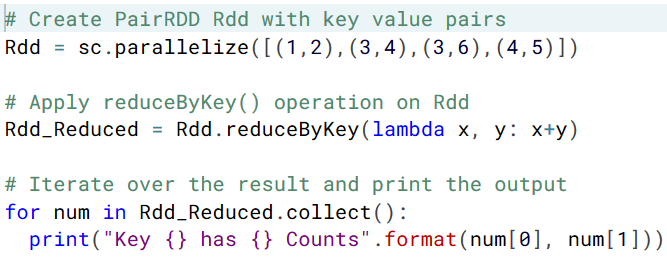 # Create PairRDD Rdd with key value pairs
Rdd = sc.parallelize([(1,2),(3,4),(3,6),(4,5)])
# Apply reduceByKey() operation on Rdd
Rdd_Reduced = Rdd.reduceByKey(lambda x, y: x+y)
# Iterate over the result and print the output
for num in Rdd_Reduced.collect():
  print("Key {} has {} Counts".format(num[0], num[1]))